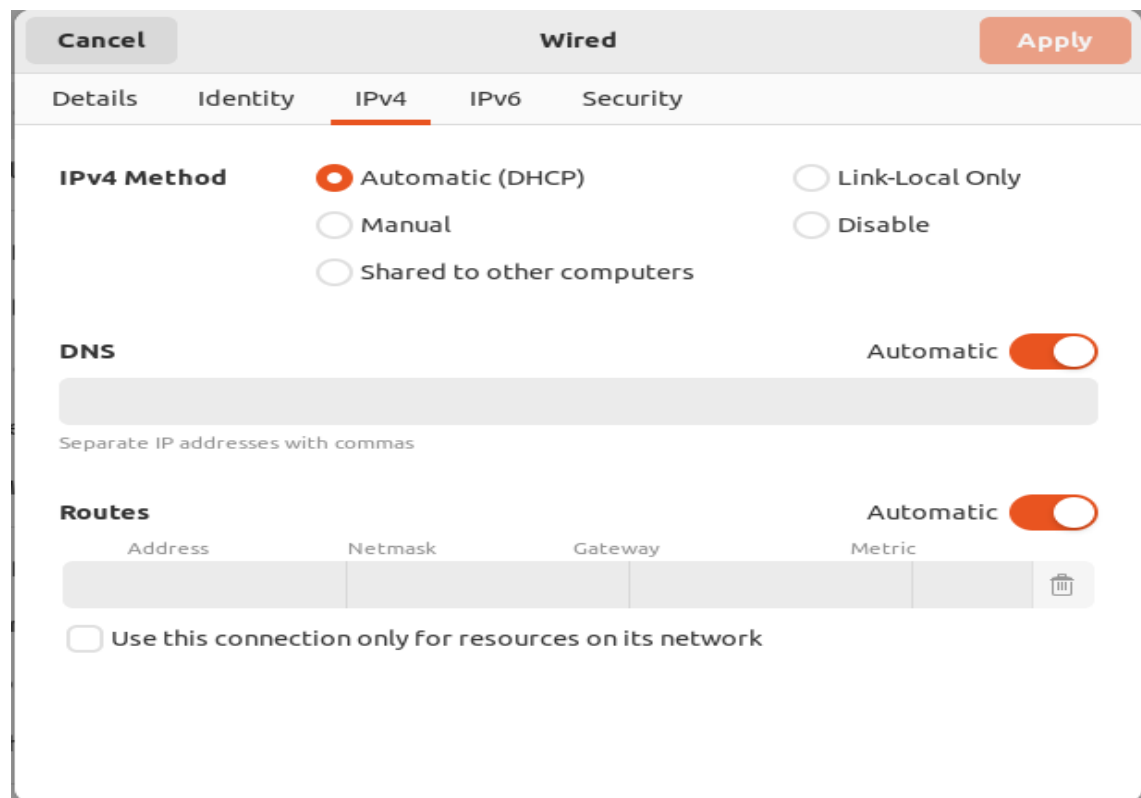 Cancel Wired Apply
Details Identity IPv4 IPv6 Security
IPv4 Method Automatic (DHCP) Link-Local Only
Manual Disable
Shared to other computers
DNS Automatic
Separate IP addresses with commas
Routes Automatic
Address Netmask Gateway Metric
Use this connection only for resources on its network